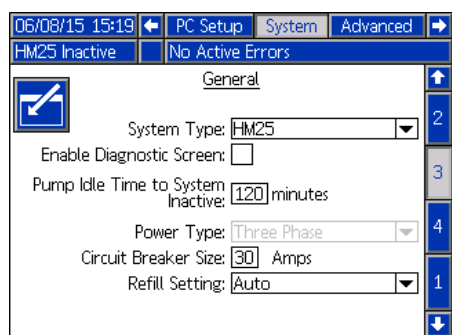 06/08/15 15:19 PC Setup System Advanced
HM25 Inactive No Active Errors
General
2
System Type: HM25
Enable Diagnostic Screen:
3
Pump Idle Time to System Inactive: 120 minutes
Power Type: Three Phase
4
Circuit Breaker Size: 30 Amps
Refill Setting: Auto
1